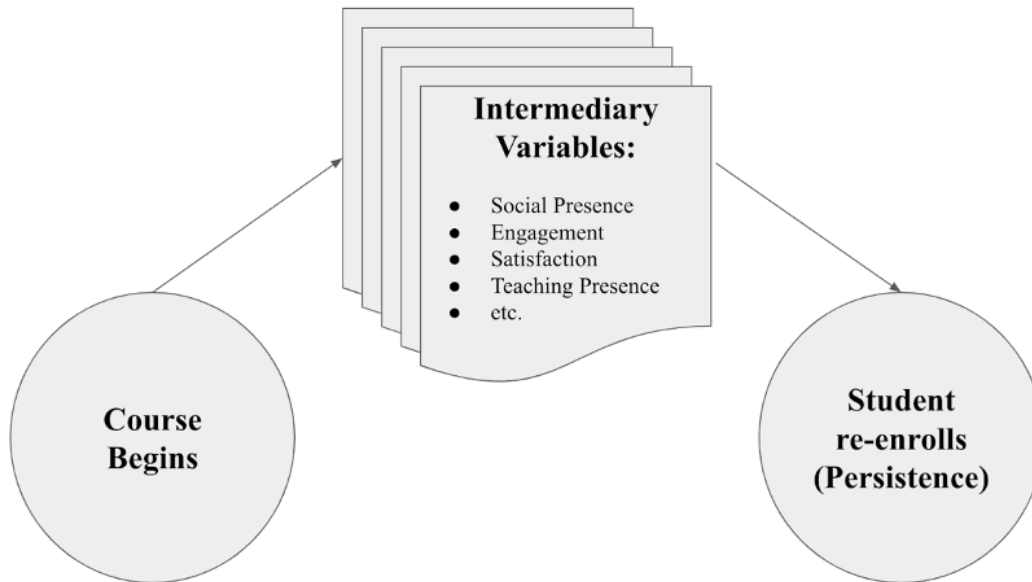 Intermediary
Variables:
● Social Presence
● Engagement
● Satisfaction
● Teaching Presence
● etc.
Course
Begins
Student
re-enrolls
(Persistence)